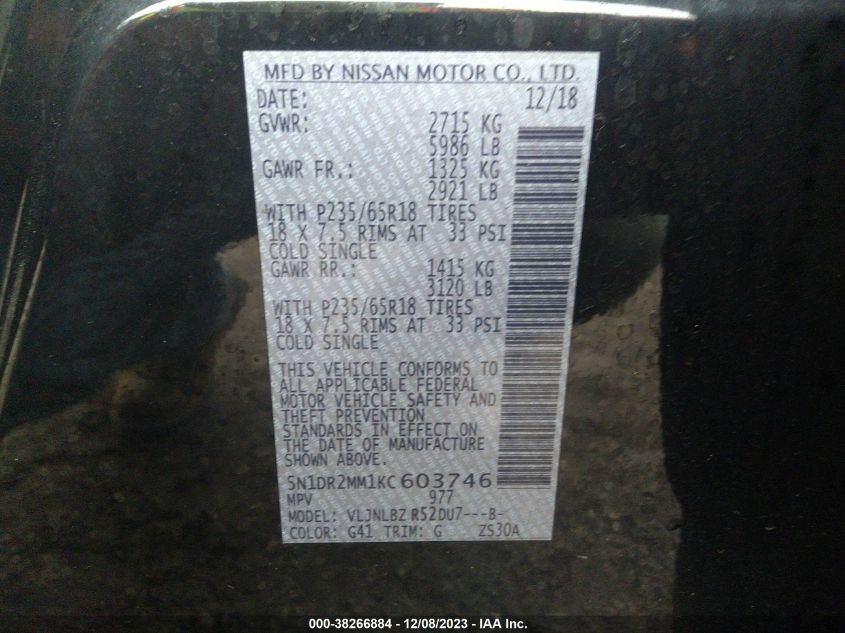 MFD BY NISSAN MOTOR CO., LTD.
DATE: 12/18
GVWR: 2715 KG
5986 LB
GAWR FR.: 1325 KG
2921 LB
WITH P235/65R18 TIRES
18 X 7.5 RIMS AT 33 PSI
COLD SINGLE
GAWR RR.: 1415 KG
3120 LB
WITH P235/65R18 TIRES
18 X 7.5 RIMS AT 33 PSI
COLD SINGLE
THIS VEHICLE CONFORMS TO
ALL APPLICABLE FEDERAL
MOTOR VEHICLE SAFETY AND
THEFT PREVENTION
STANDARDS IN EFFECT ON
THE DATE OF MANUFACTURE
SHOWN ABOVE.
5N1DR2MM1KC603746
MPV 977
MODEL: VLJNLBZ R52DU7---B-
COLOR: G41 TRIM: G ZS30A
000-38266884 - 12/08/2023 - IAA Inc.